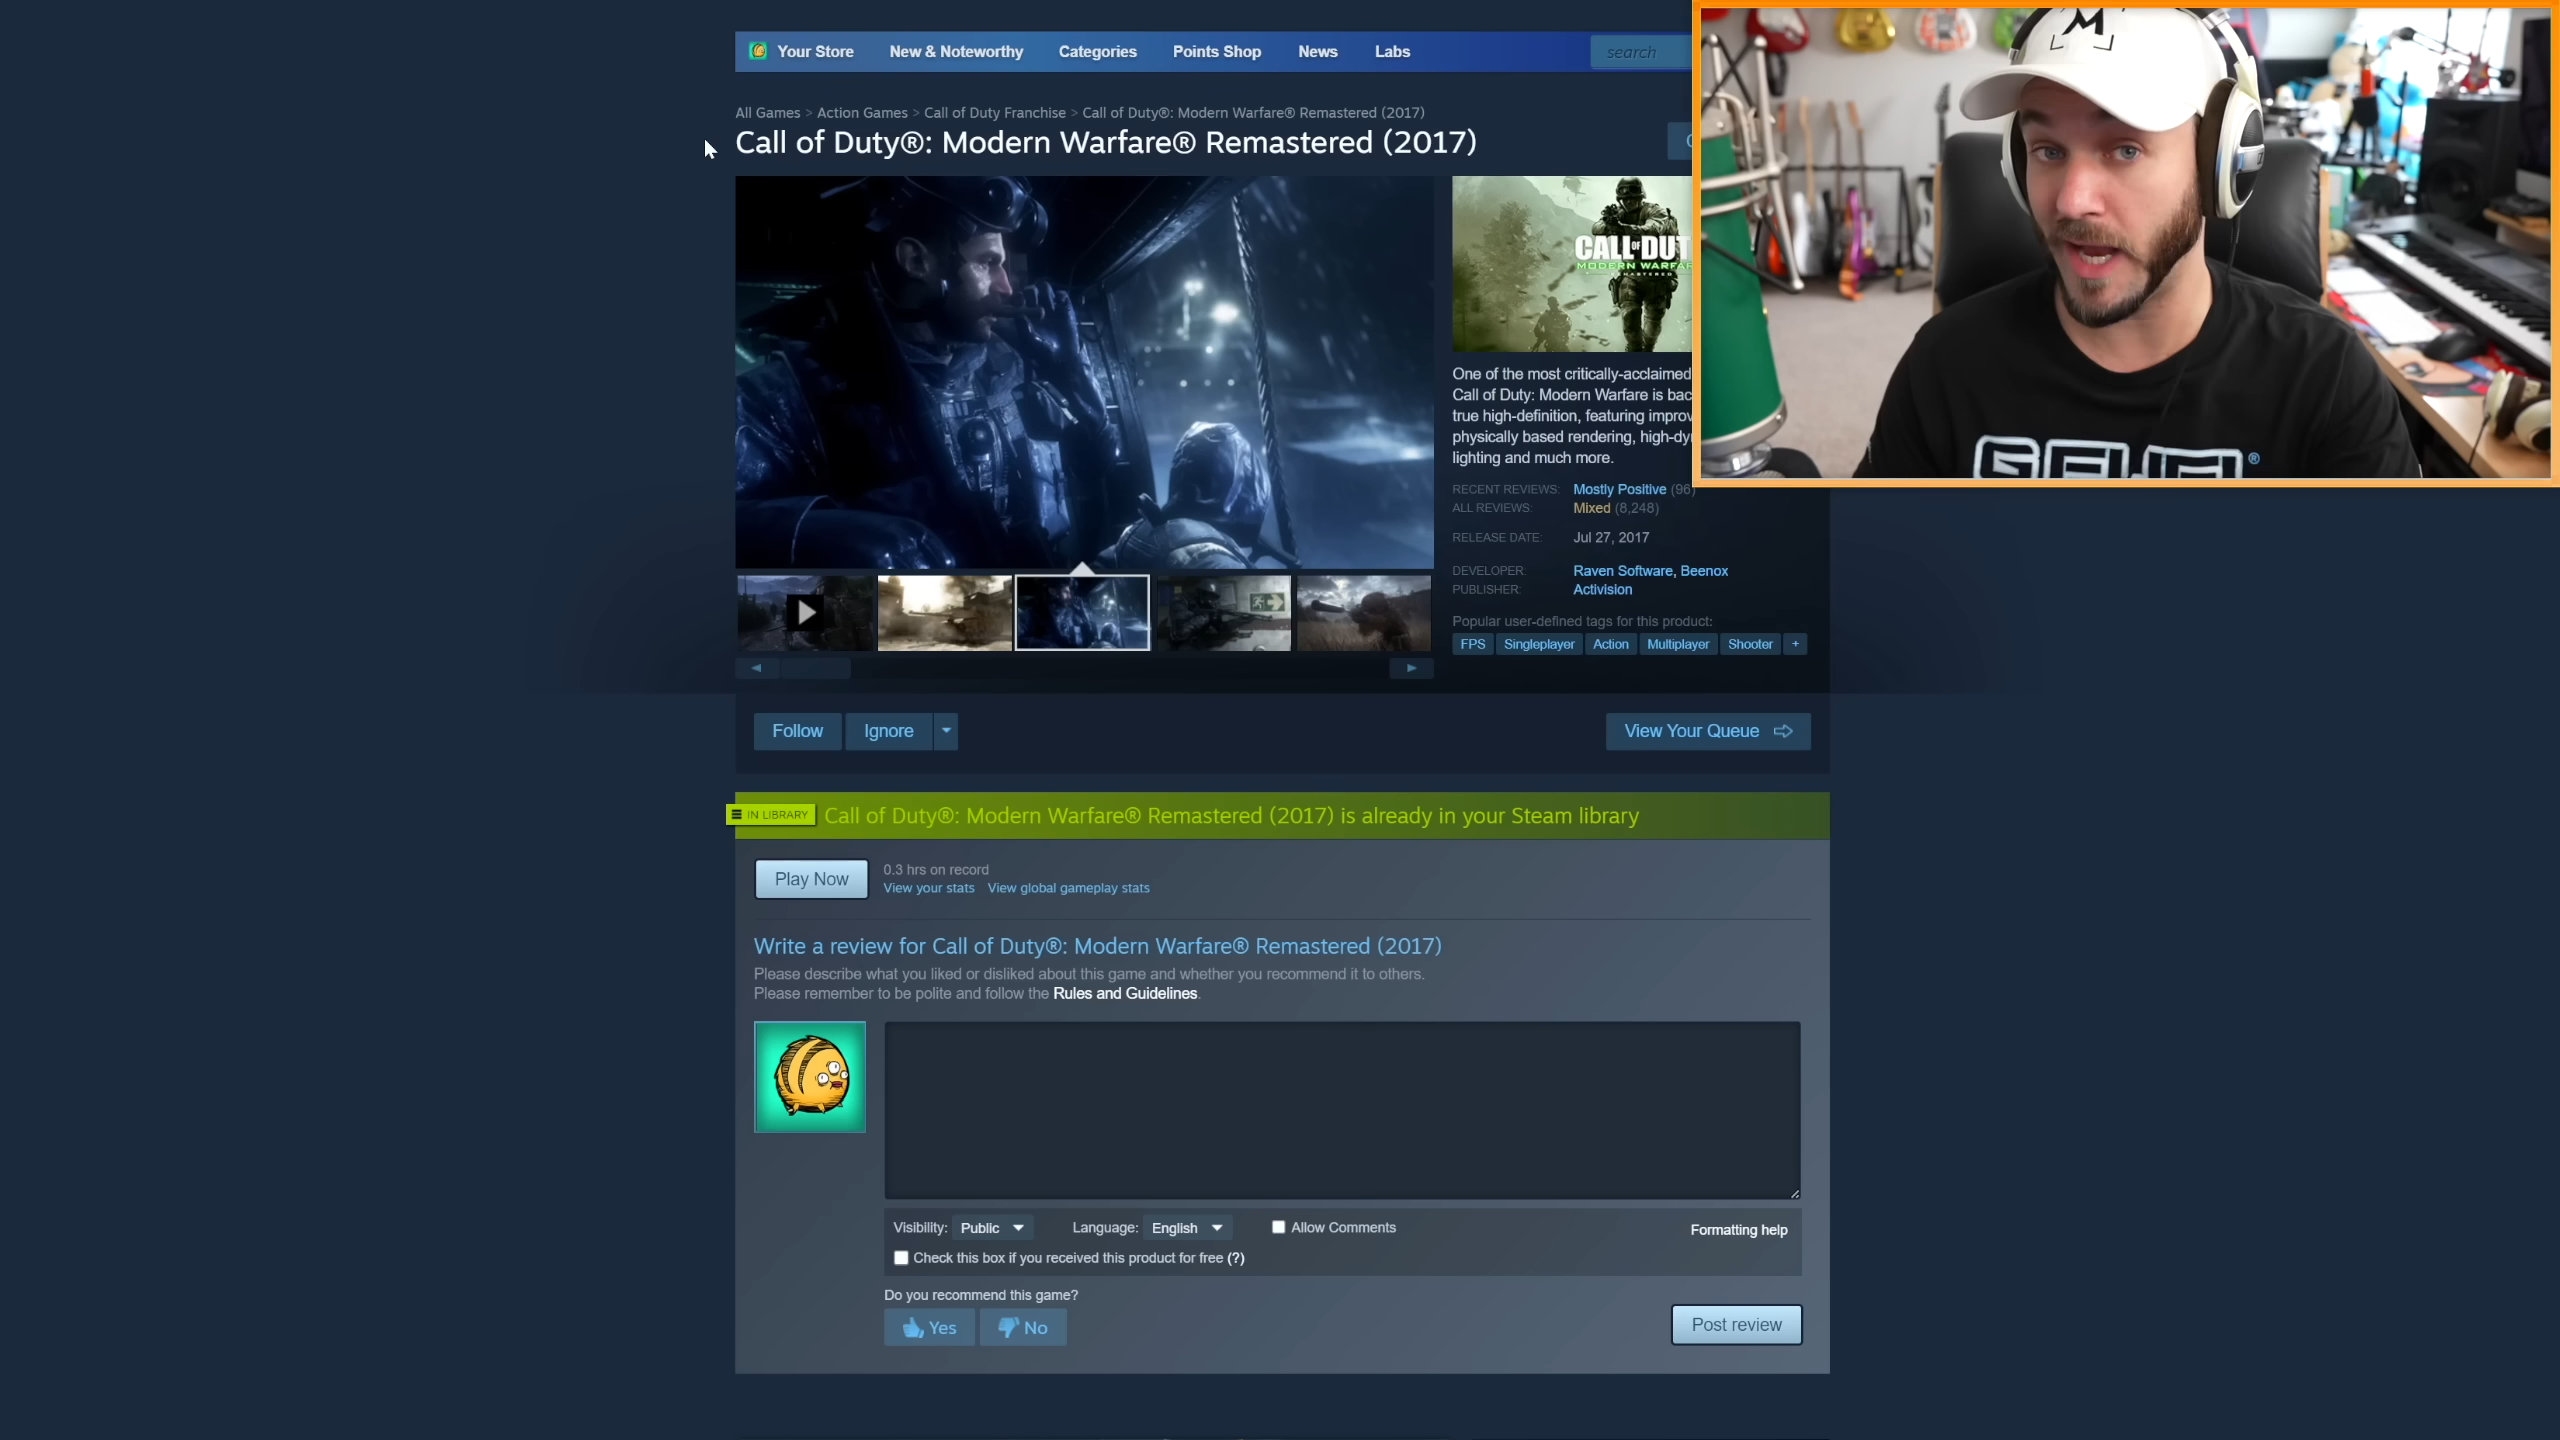 Your Store New & Noteworthy Categories Points Shop News Labs search
All Games > Action Games > Call of Duty Franchise > Call of Duty®: Modern Warfare® Remastered (2017)
Call of Duty®: Modern Warfare® Remastered (2017)
M
CALL OF DUT
MODERN WARFAR
REMASTERED
One of the most critically-acclaimed
Call of Duty: Modern Warfare is bac
true high-definition, featuring improv
physically based rendering, high-dy
lighting and much more.
®
RECENT REVIEWS: Mostly Positive (96)
ALL REVIEWS: Mixed (8,248)
RELEASE DATE: Jul 27, 2017
DEVELOPER: Raven Software, Beenox
PUBLISHER: Activision
Popular user-defined tags for this product:
FPS Singleplayer Action Multiplayer Shooter +
Follow Ignore View Your Queue
IN LIBRARY Call of Duty®: Modern Warfare® Remastered (2017) is already in your Steam library
Play Now 0.3 hrs on record
View your stats View global gameplay stats
Write a review for Call of Duty®: Modern Warfare® Remastered (2017)
Please describe what you liked or disliked about this game and whether you recommend it to others.
Please remember to be polite and follow the Rules and Guidelines.
Visibility: Public Language: English Allow Comments Formatting help
Check this box if you received this product for free (?)
Do you recommend this game?
Yes No Post review